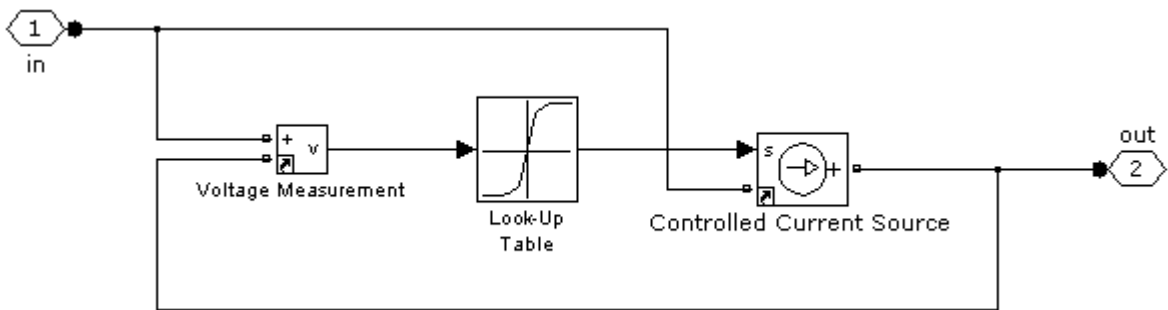 1
in
+
v
Voltage Measurement
Look-Up
Table
s
+
Controlled Current Source
out
2